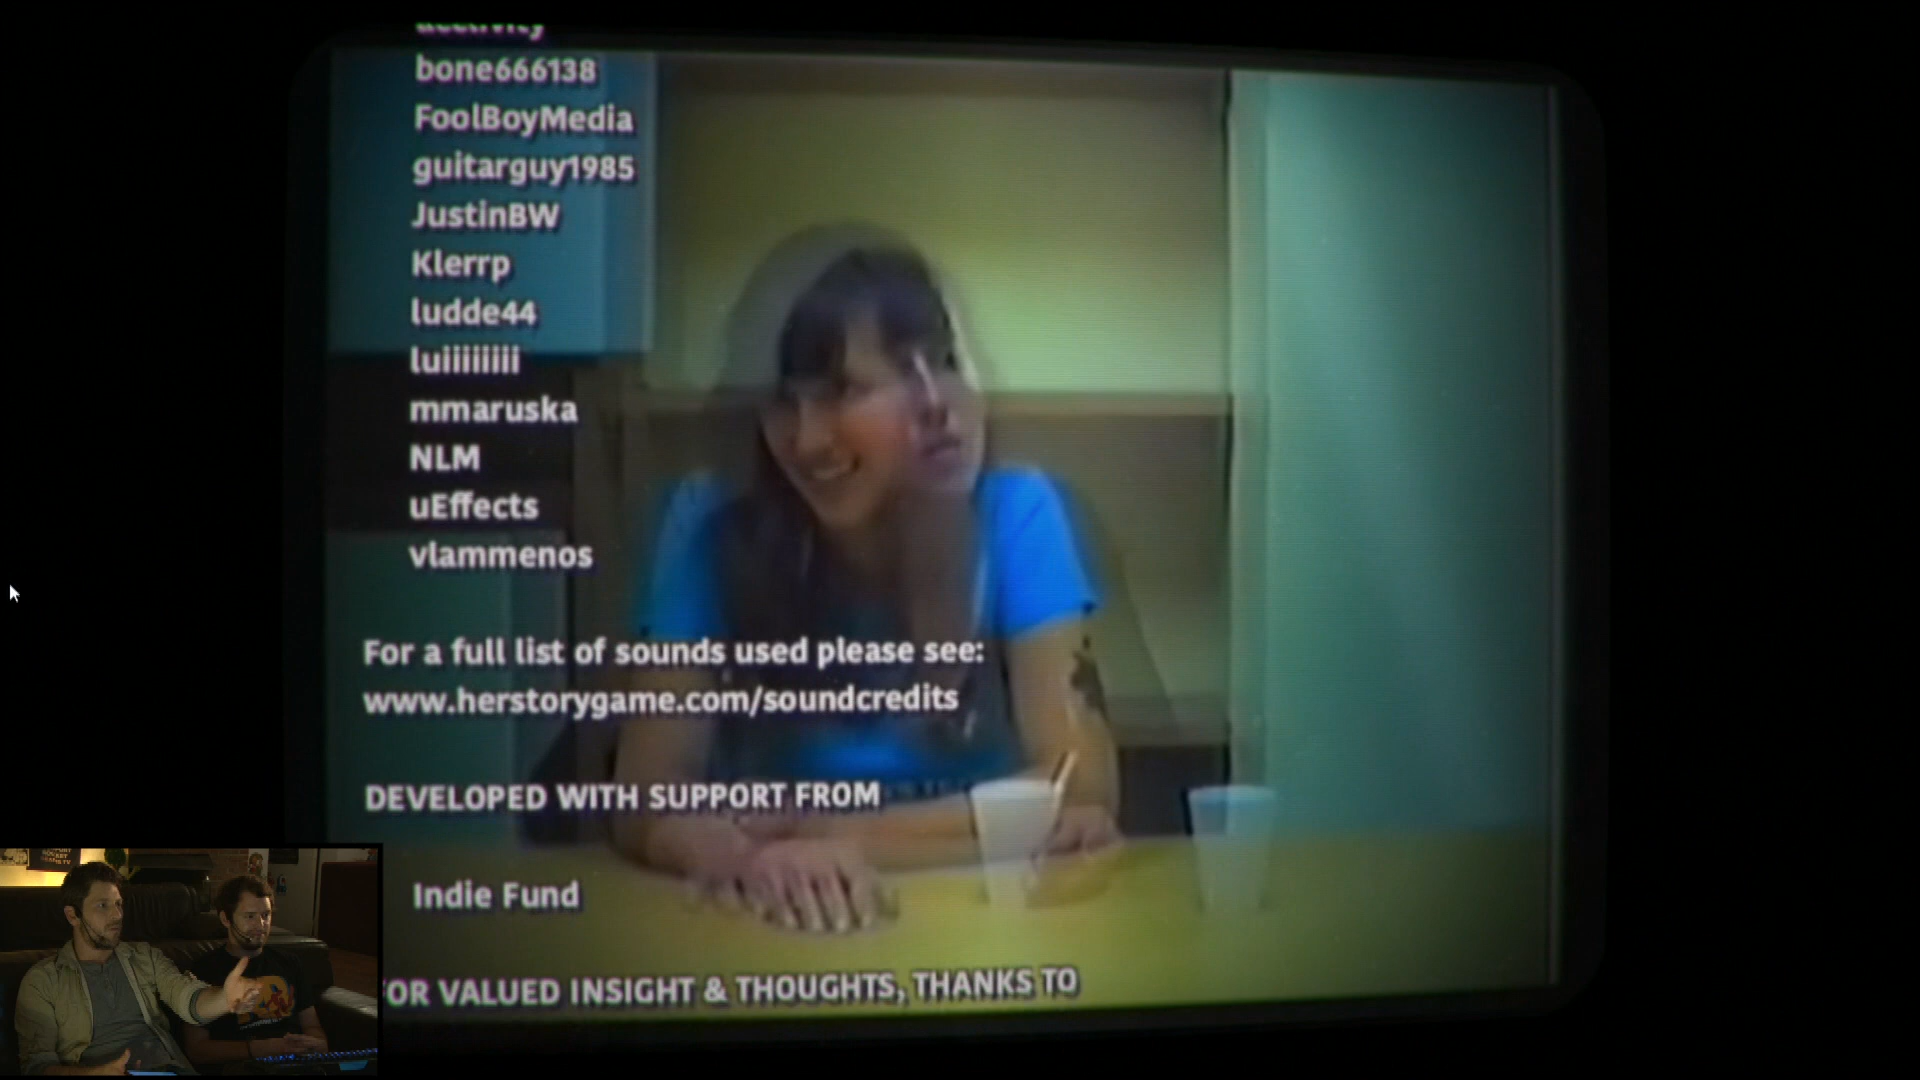 bone666138
FoolBoyMedia
guitarguy1985
JustinBW
Klerrp
ludde44
luiiiiiiii
mmaruska
NLM
uEffects
vlammenos
For a full list of sounds used please see:
www.herstorygame.com/soundcredits
DEVELOPED WITH SUPPORT FROM
Indie Fund
FOR VALUED INSIGHT & THOUGHTS, THANKS TO